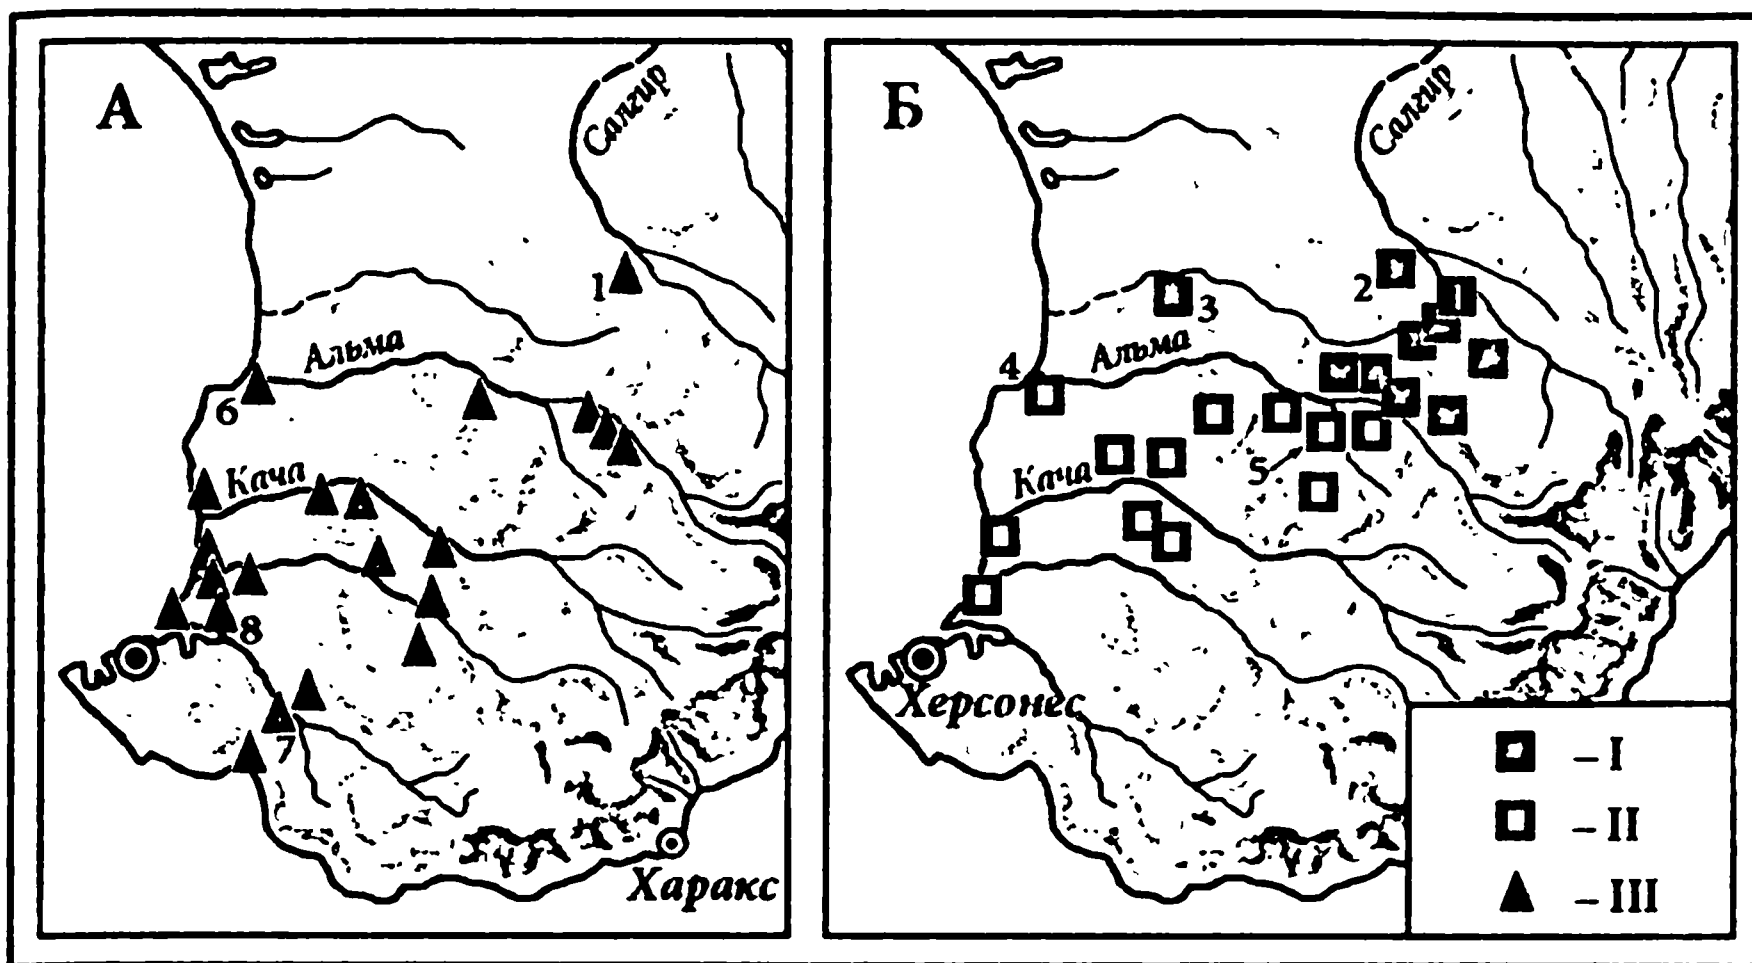 А
Салгир
1
Альма
6
Кача
8
7
Харакс
Б
Салгир
2
3
Альма
4
Кача
5
Херсонес
– I
– II
– III